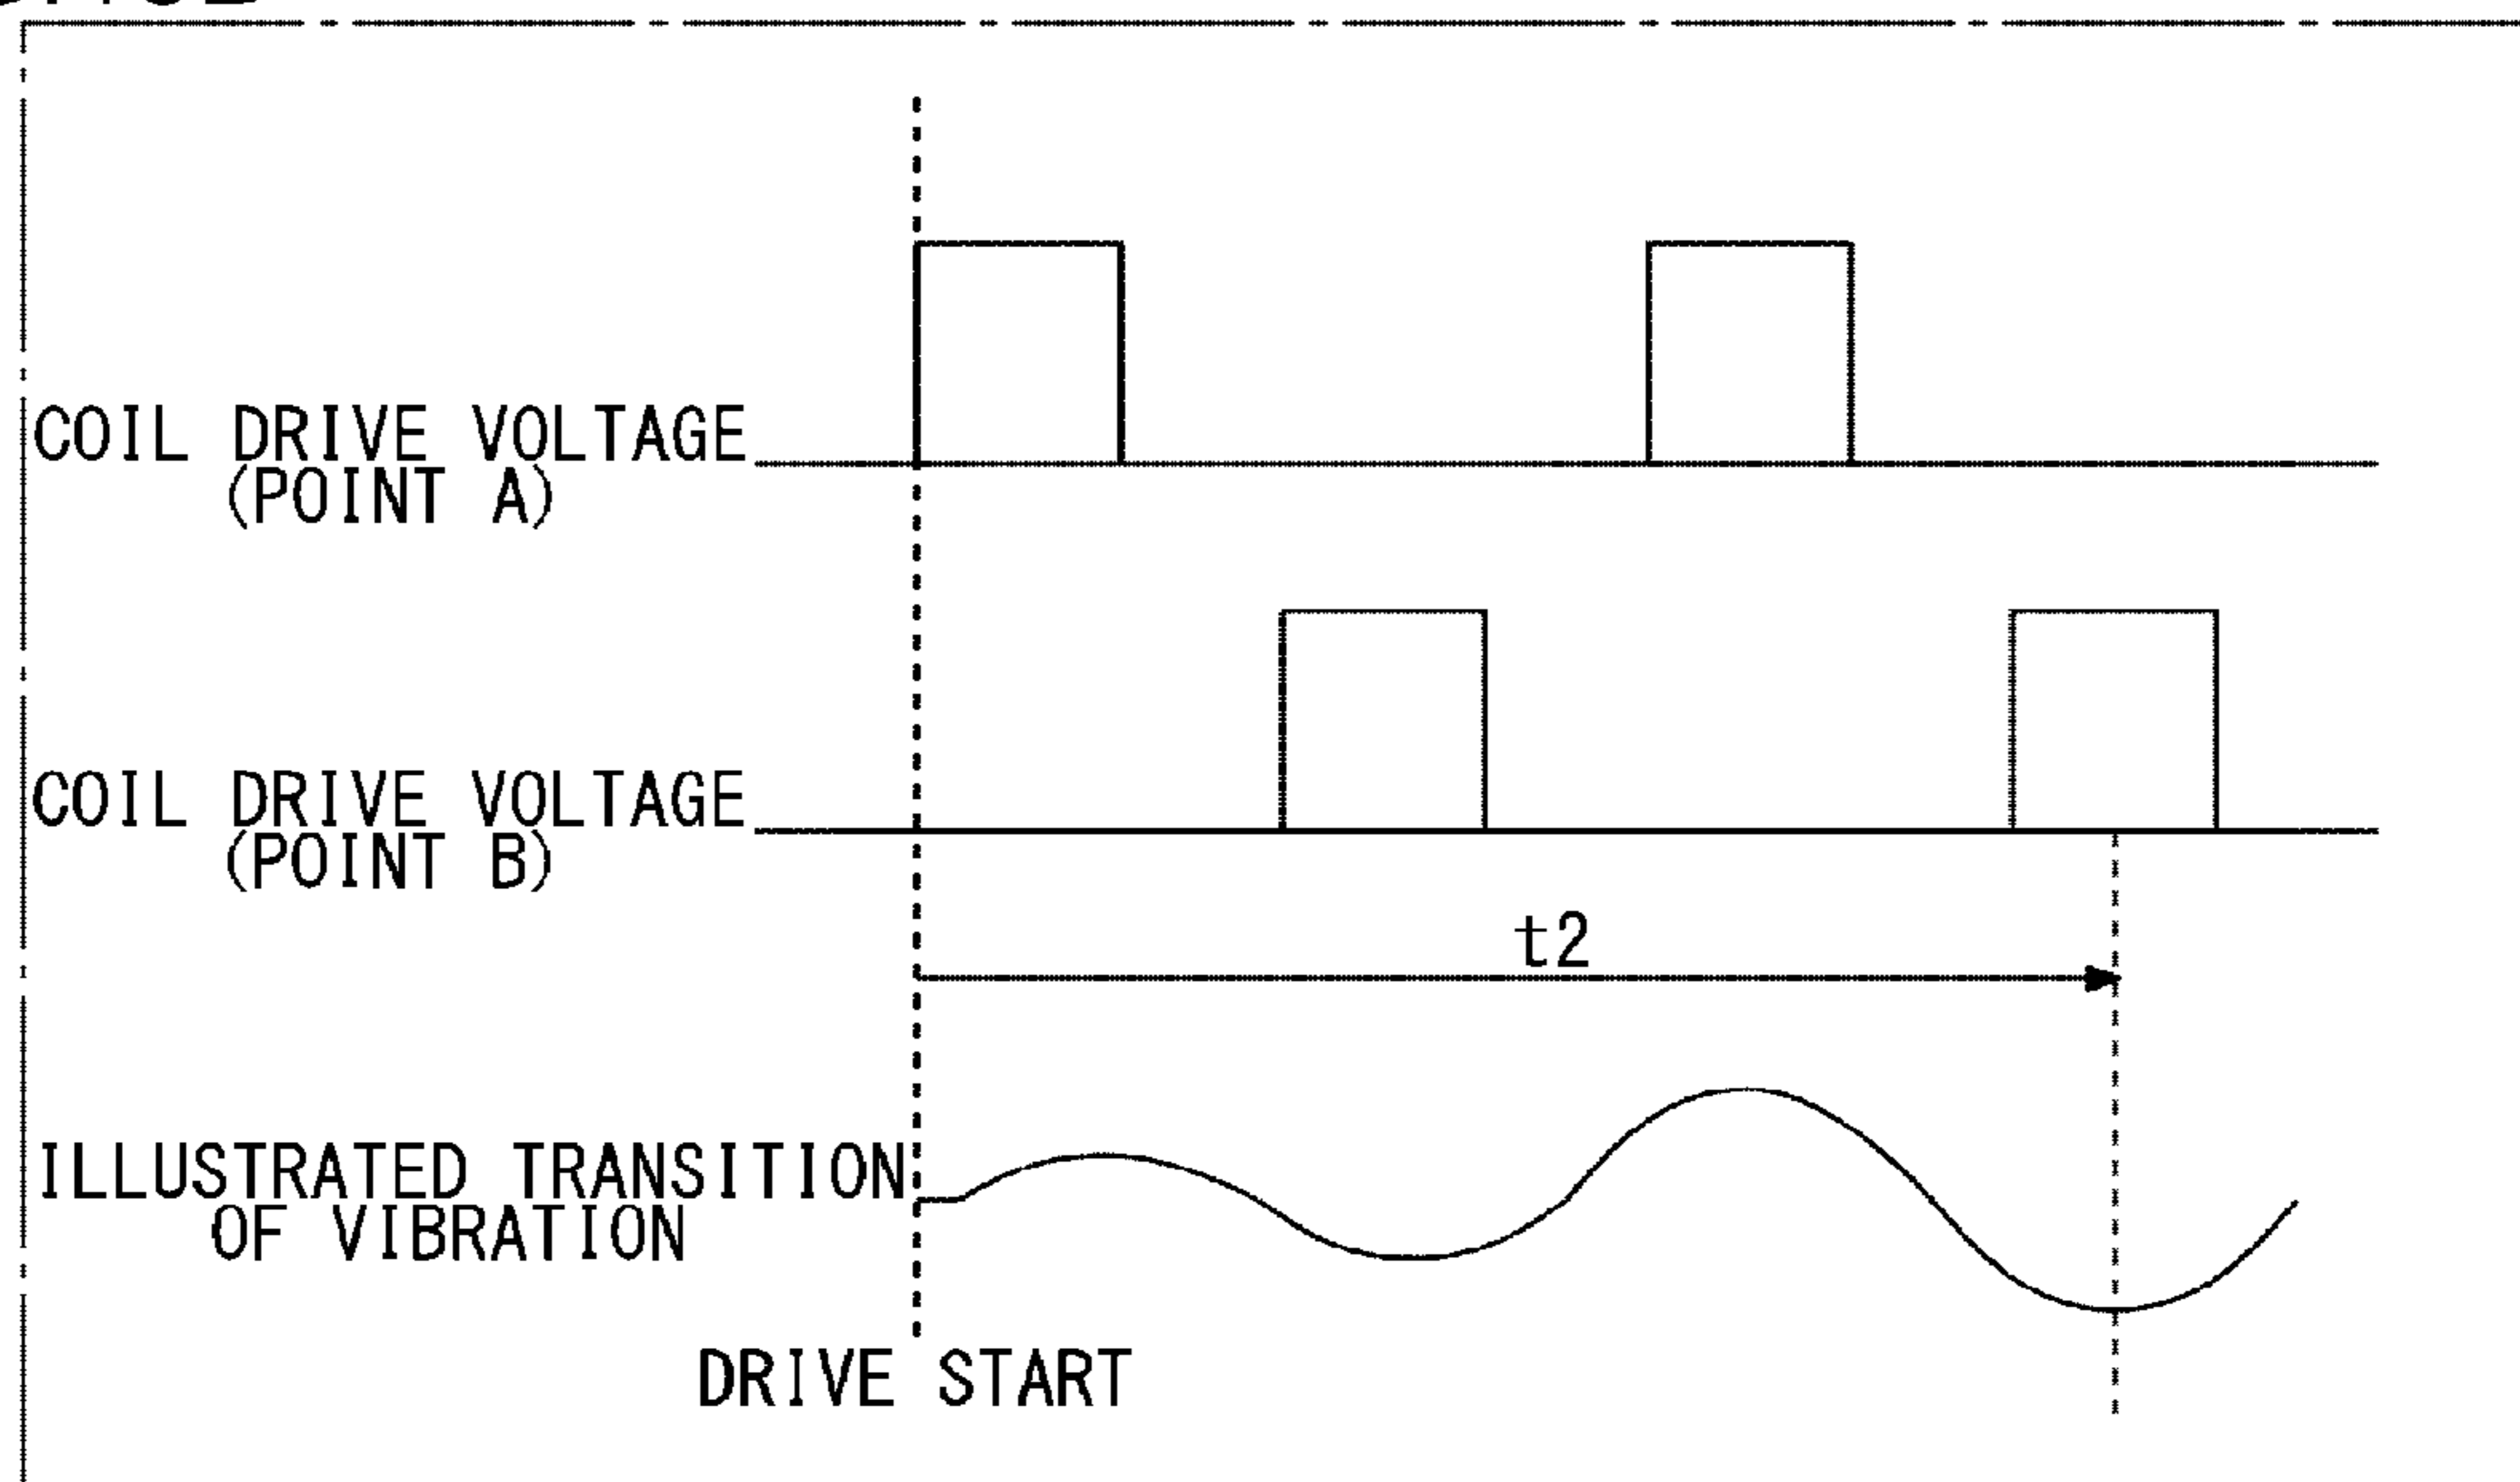 COIL DRIVE VOLTAGE
(POINT A)
COIL DRIVE VOLTAGE
(POINT B)
t2
ILLUSTRATED TRANSITION
OF VIBRATION
DRIVE START